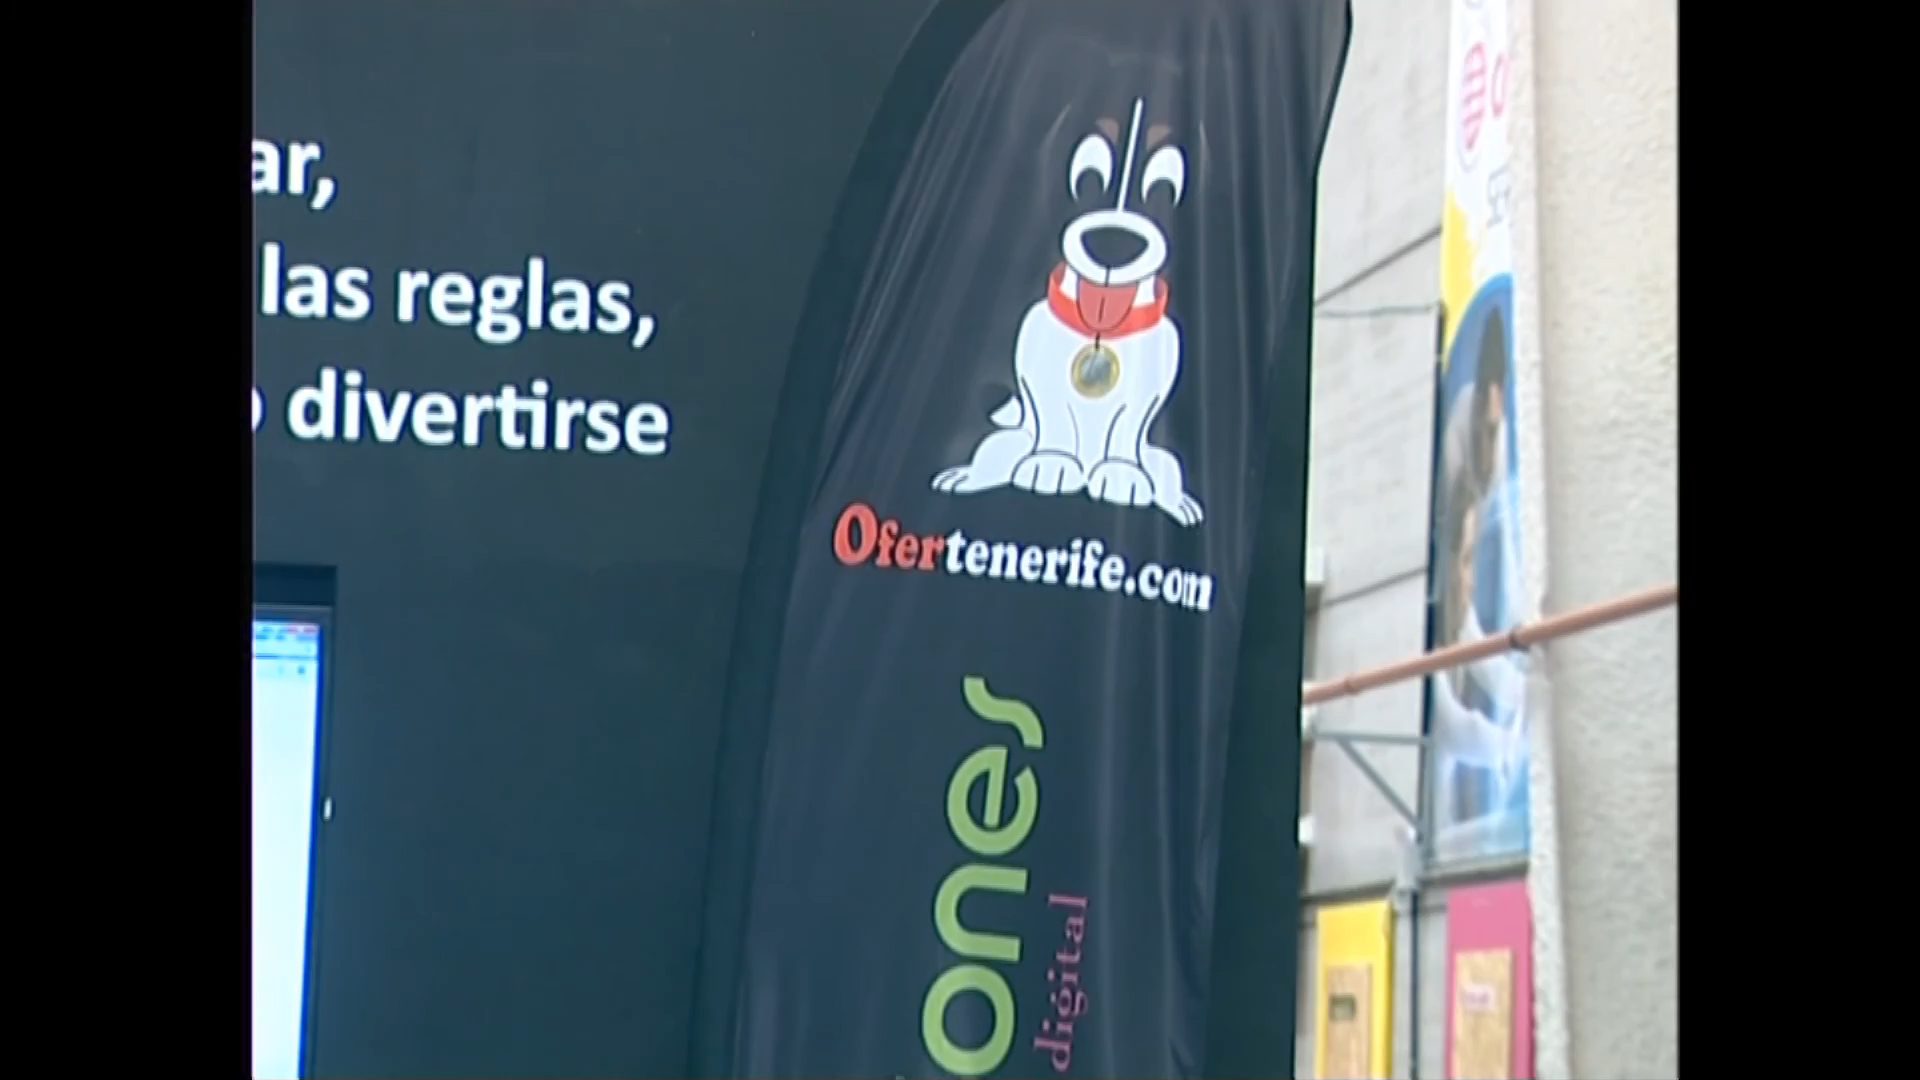 ar,
las reglas,
divertirse
Ofertenerife.com
ones
digital